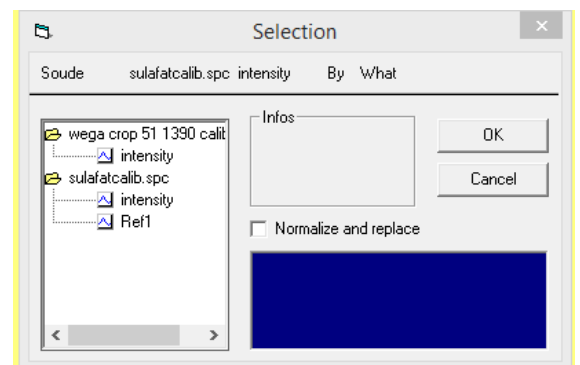 Selection
Soude sulafatcalib.spc intensity By What
wega crop 51 1390 calit
intensity
sulafatcalib.spc
intensity
Ref1
Infos
OK
Cancel
Normalize and replace